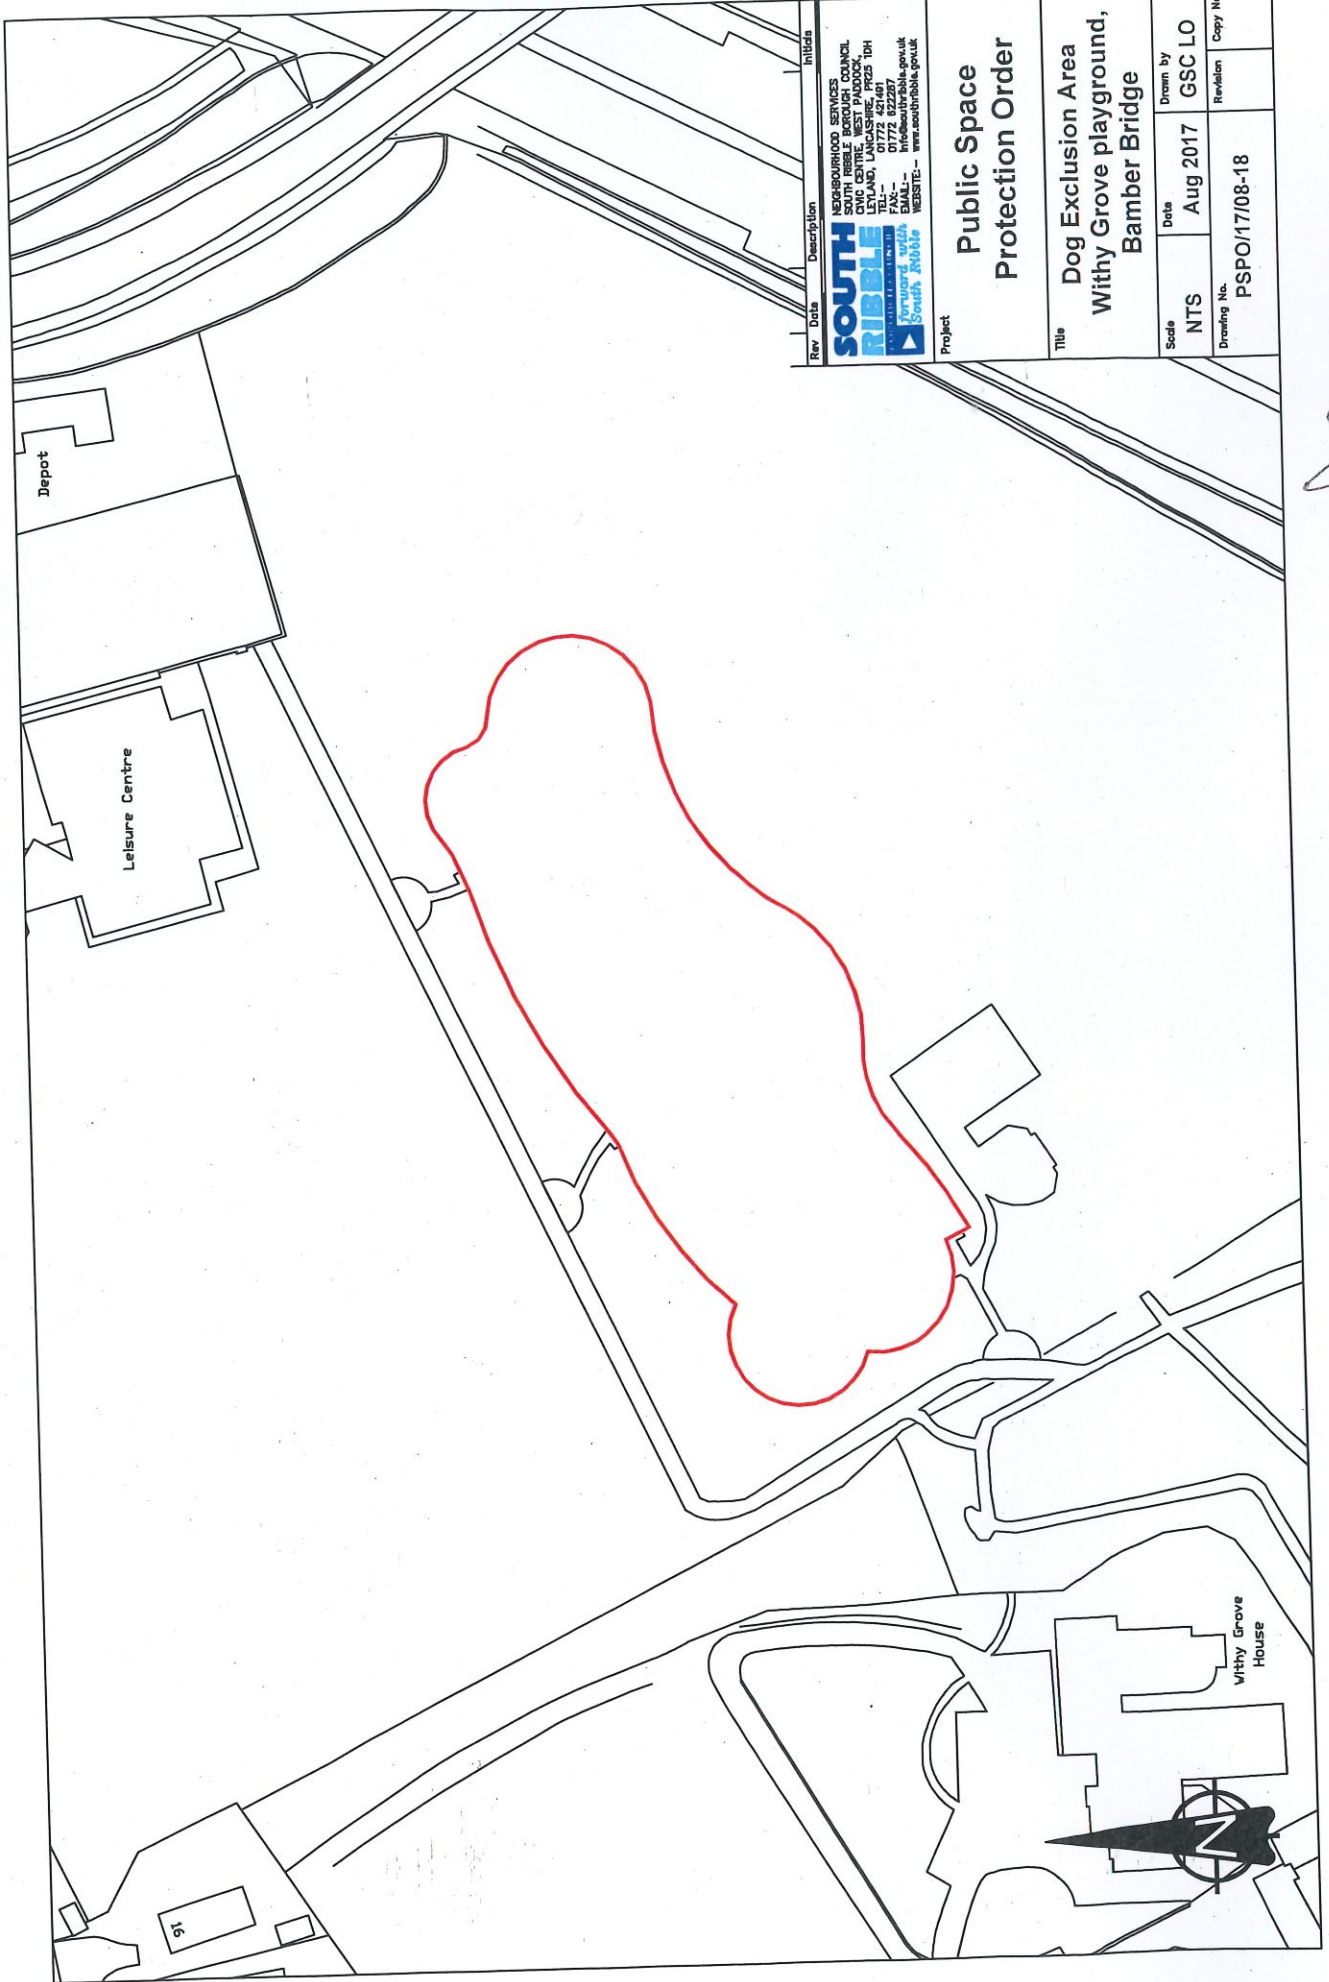 Depot
Leisure Centre
16
Withy Grove
House
N
Rev Date Description Initials
SOUTH
RIBBLE
forward with
South Ribble
NEIGHBOURHOOD SERVICES
SOUTH RIBBLE BOROUGH COUNCIL
CIVIC CENTRE, WEST PADDOCK,
LEYLAND, LANCASHIRE, PR25 1DH
TEL:- 01772 421491
FAX:- 01772 622287
EMAIL:- info@southribble.gov.uk
WEBSITE:- www.southribble.gov.uk
Project
Public Space
Protection Order
Title
Dog Exclusion Area
Withy Grove playground,
Bamber Bridge
Scale
NTS
Date
Aug 2017
Drawn by
GSC LO
Drawing No.
PSPO/17/08-18
Revision
Copy